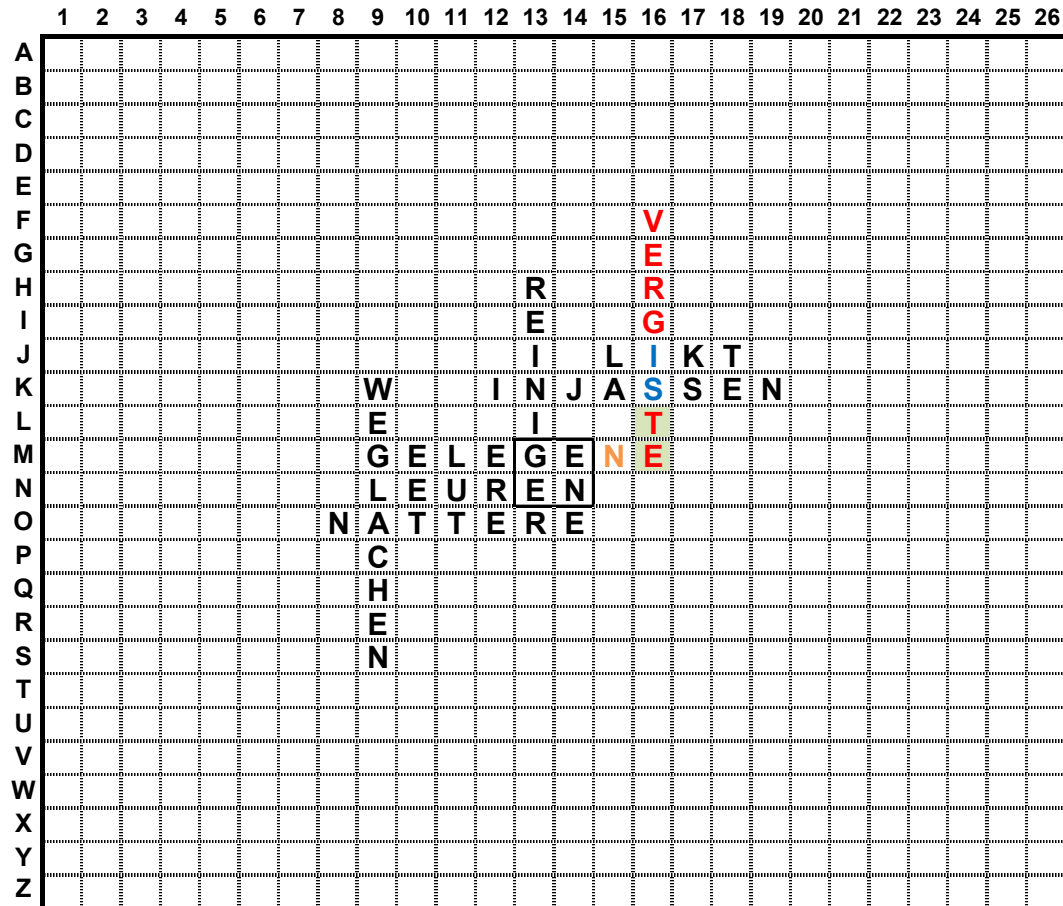 1 2 3 4 5 6 7 8 9 10 11 12 13 14 15 16 17 18 19 20 21 22 23 24 25 26
A
B
C
D
E
F V
G E
H R R
I E G
J I L I K T
K W I N J A S S E N
L E I T
M G E L E G E N E
N L E U R E N
O N A T T E R E
P C
Q H
R E
S N
T
U
V
W
X
Y
Z